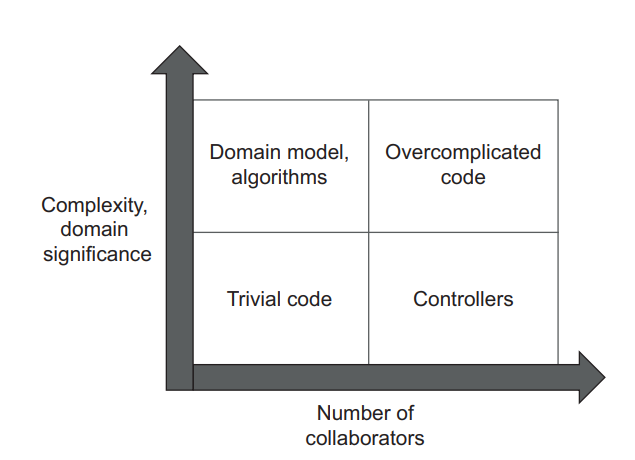 Domain model,
algorithms
Overcomplicated
code
Complexity,
domain
significance
Trivial code
Controllers
Number of
collaborators